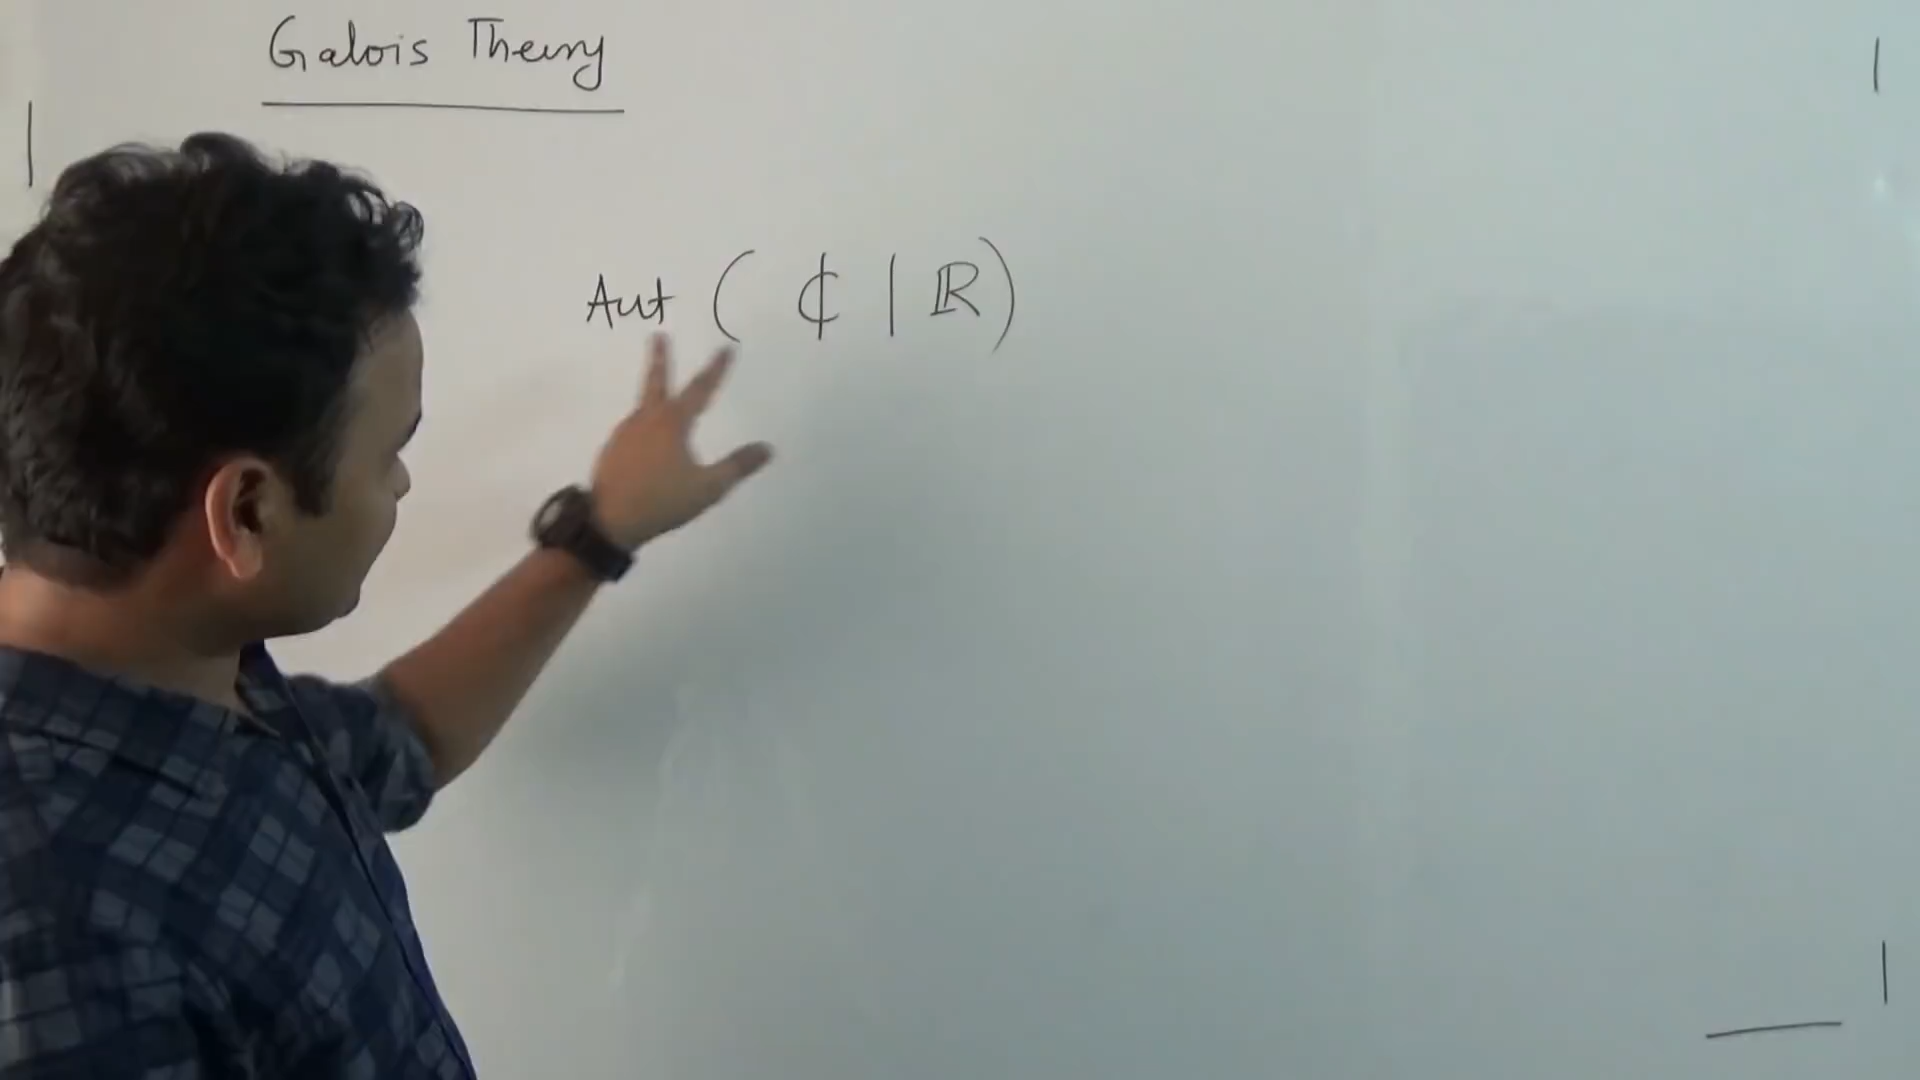 Galois Theory
Aut ( ℂ | ℝ )